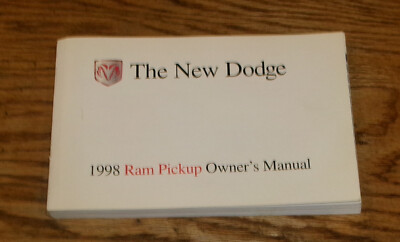 The New Dodge
1998 Ram Pickup Owner's Manual